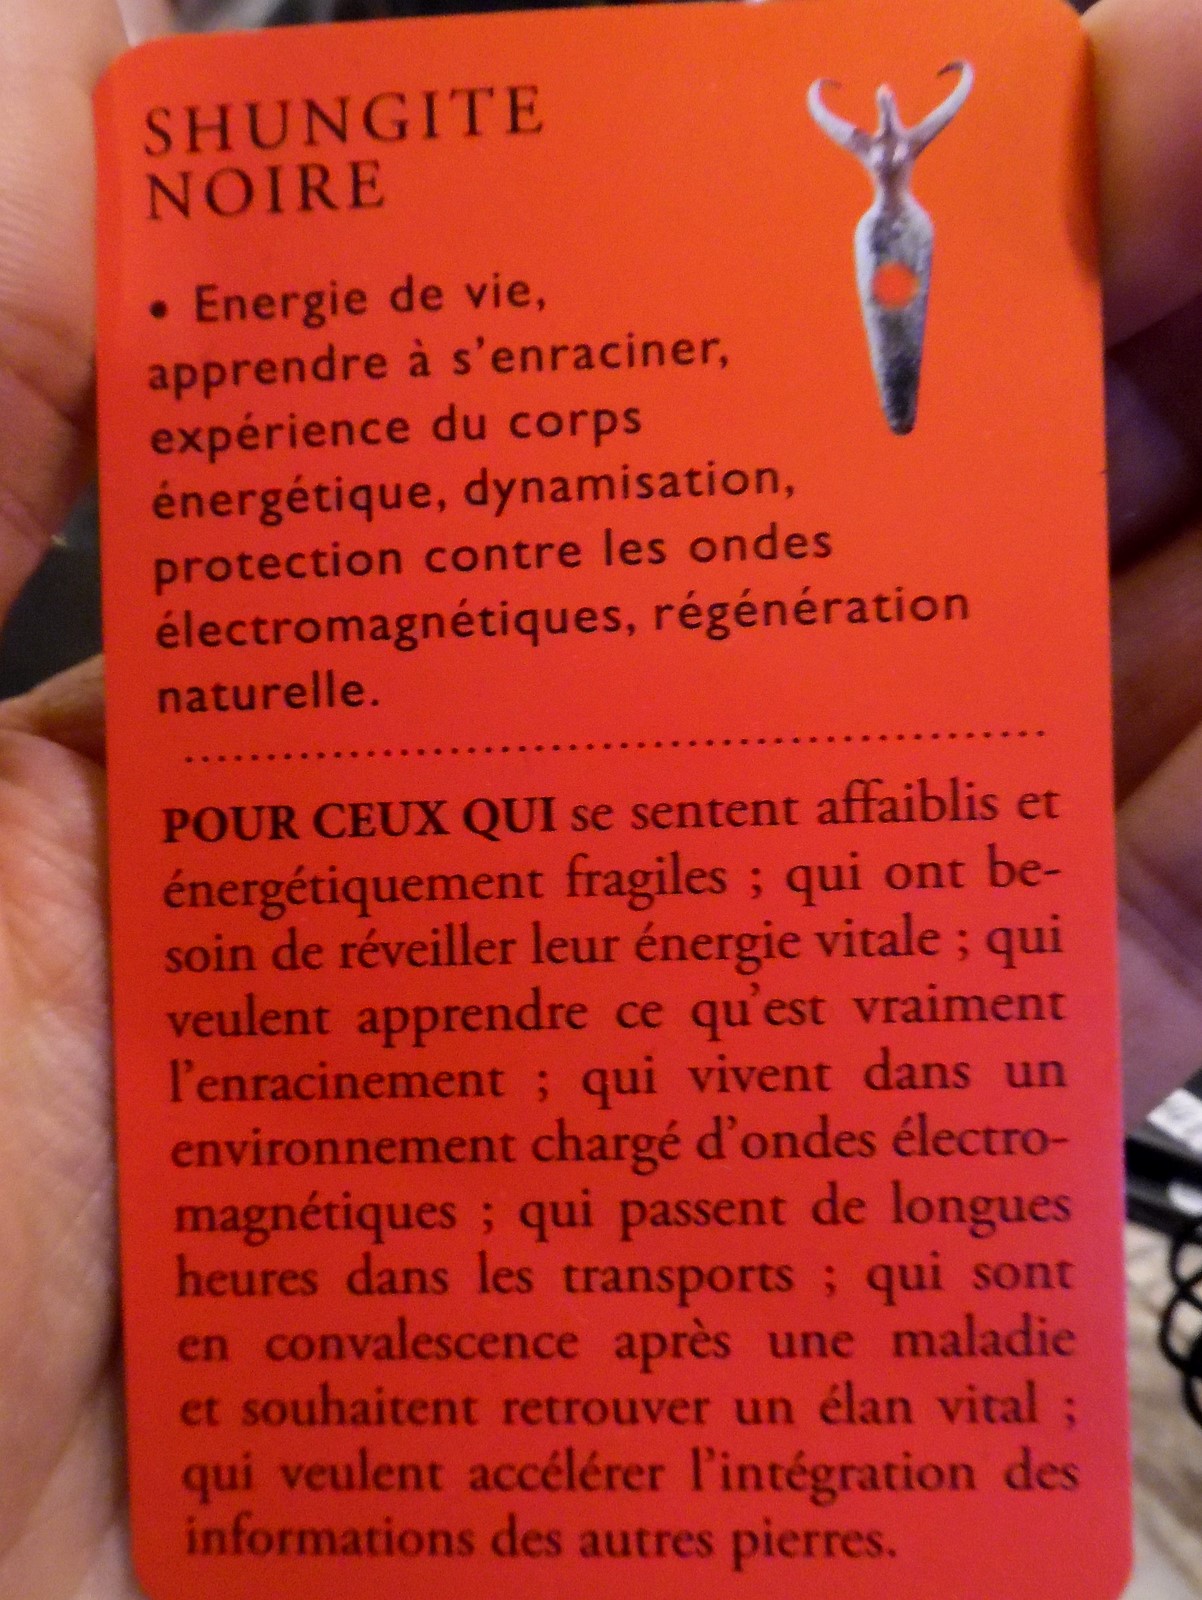 SHUNGITE
NOIRE
• Energie de vie,
apprendre à s'enraciner,
expérience du corps
énergétique, dynamisation,
protection contre les ondes
électromagnétiques, régénération
naturelle.
POUR CEUX QUI se sentent affaiblis et
énergétiquement fragiles ; qui ont be-
soin de réveiller leur énergie vitale ; qui
veulent apprendre ce qu'est vraiment
l'enracinement ; qui vivent dans un
environnement chargé d'ondes électro-
magnétiques ; qui passent de longues
heures dans les transports ; qui sont
en convalescence après une maladie
et souhaitent retrouver un élan vital ;
qui veulent accélérer l'intégration des
informations des autres pierres.